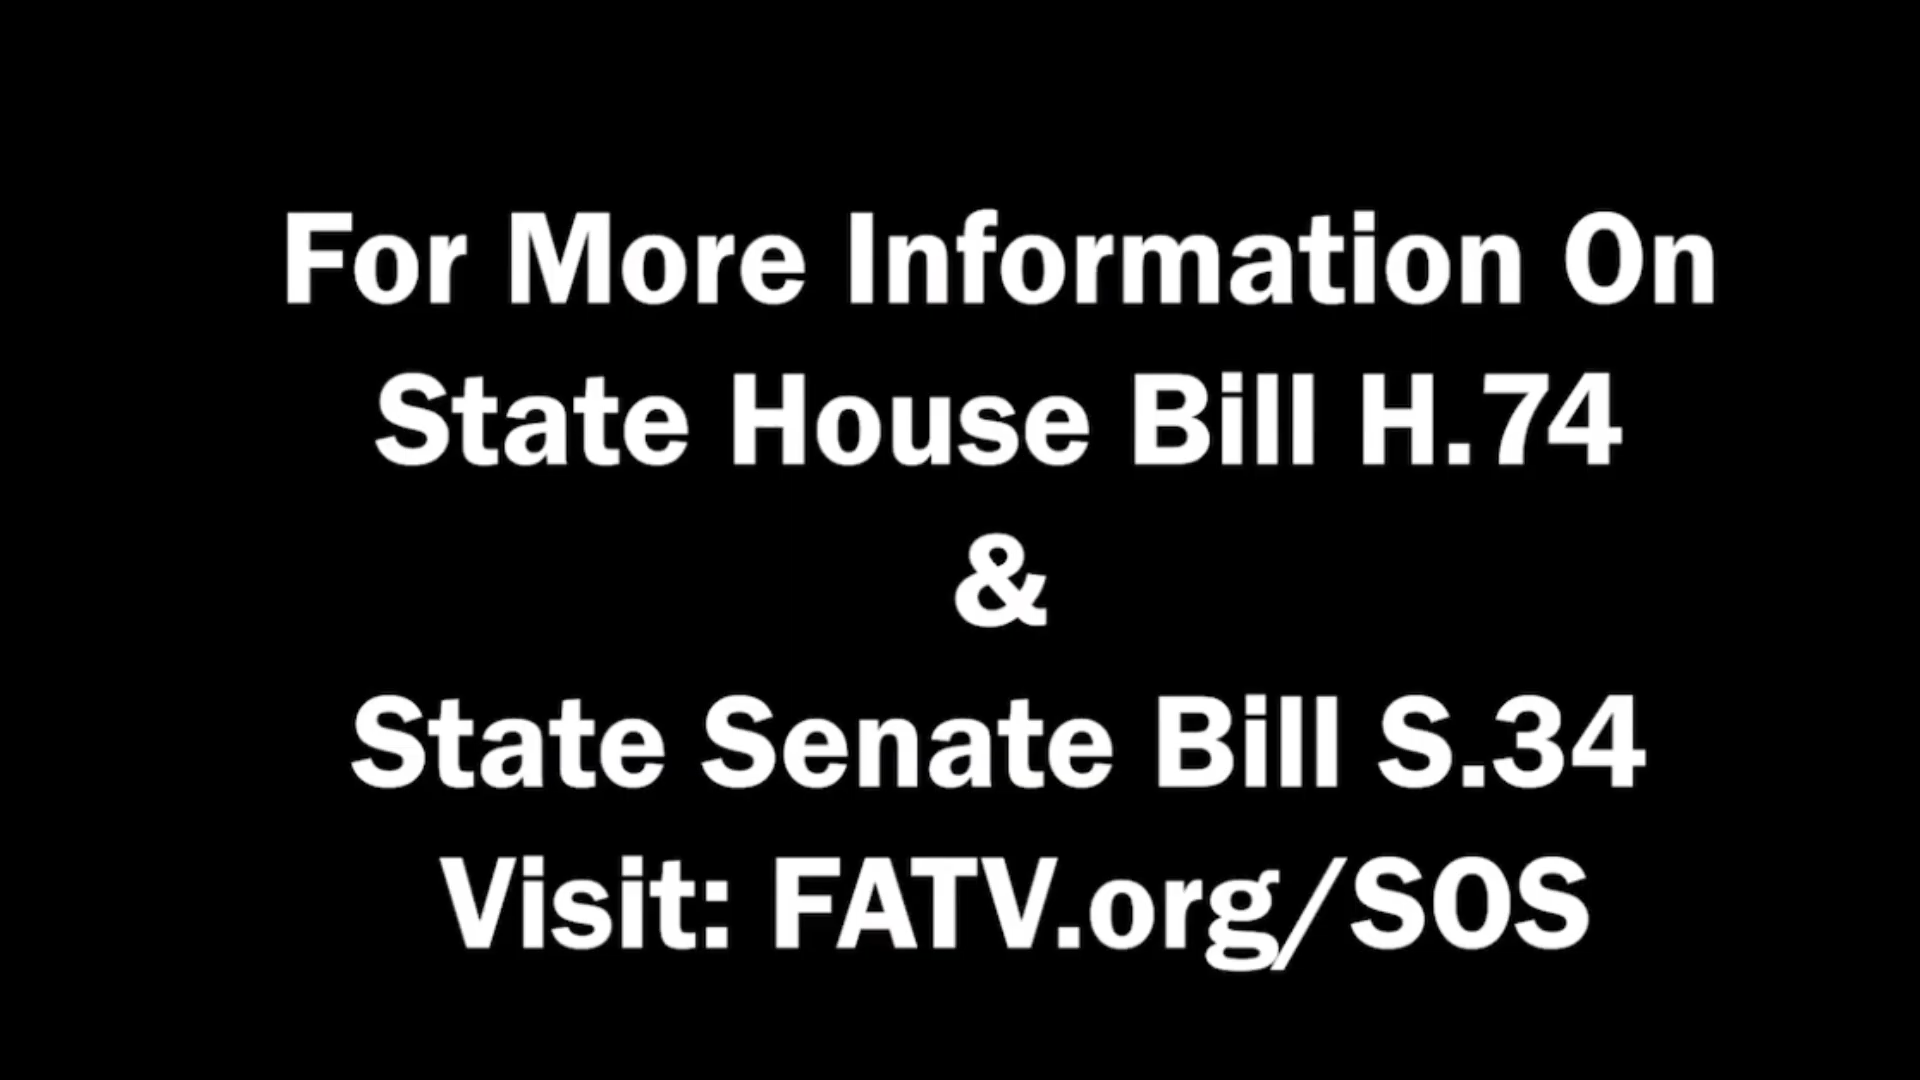 For More Information On
State House Bill H.74
&
State Senate Bill S.34
Visit: FATV.org/SOS